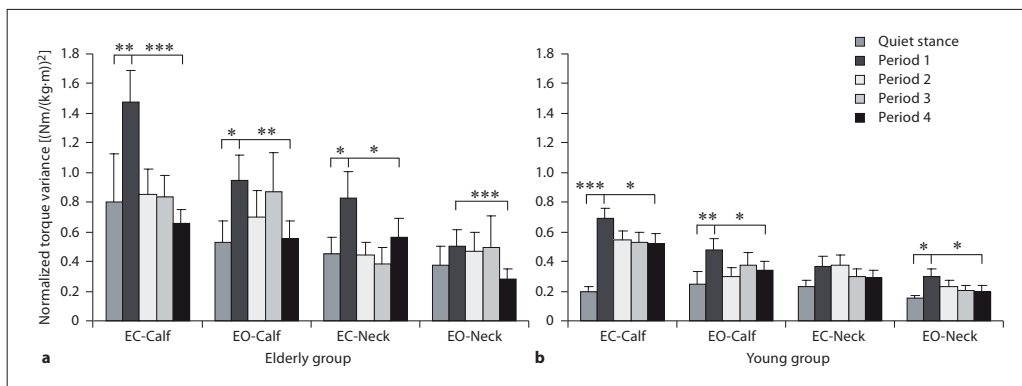 Normalized torque variance [(Nm/(kg·m))²]
1.8
1.6
1.4
1.2
1.0
0.8
0.6
0.4
0.2
0
** ***
* **
* *
***
EC-Calf EO-Calf EC-Neck EO-Neck
a Elderly group
1.8
1.6
1.4
1.2
1.0
0.8
0.6
0.4
0.2
0
*** *
** *
* *
EC-Calf EO-Calf EC-Neck EO-Neck
b Young group
Quiet stance
Period 1
Period 2
Period 3
Period 4